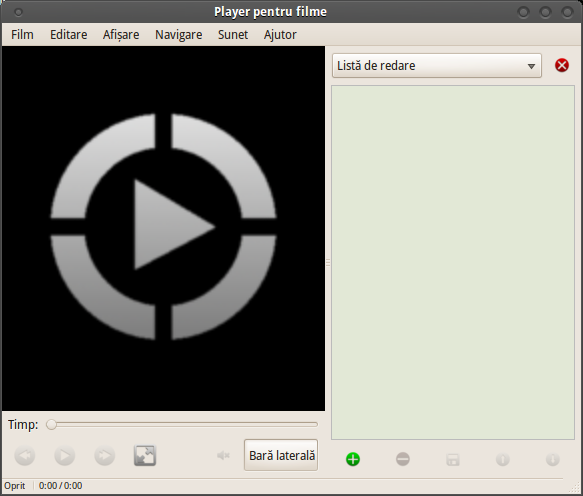 Player pentru filme
Film Editare Afișare Navigare Sunet Ajutor
Listă de redare
Timp:
Bară laterală
Oprit 0:00 / 0:00